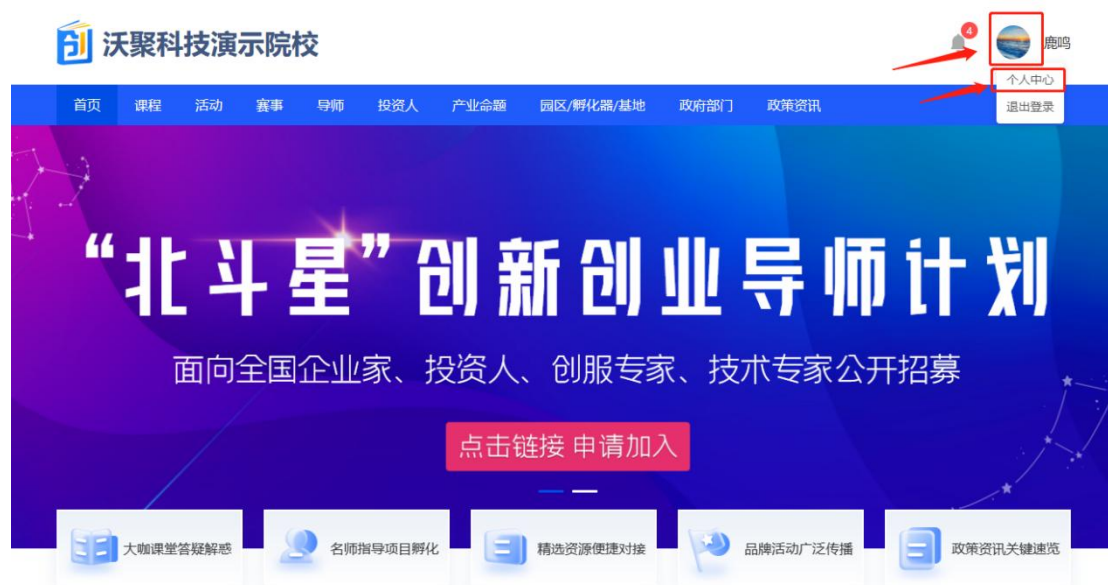 创 沃聚科技演示院校
4
鹿鸣
个人中心
退出登录
首页 课程 活动 赛事 导师 投资人 产业命题 园区/孵化器/基地 政府部门 政策资讯
“北斗星”创新创业导师计划
面向全国企业家、投资人、创服专家、技术专家公开招募
点击链接 申请加入
大咖课堂答疑解惑 名师指导项目孵化 精选资源便捷对接 品牌活动广泛传播 政策资讯关键速览